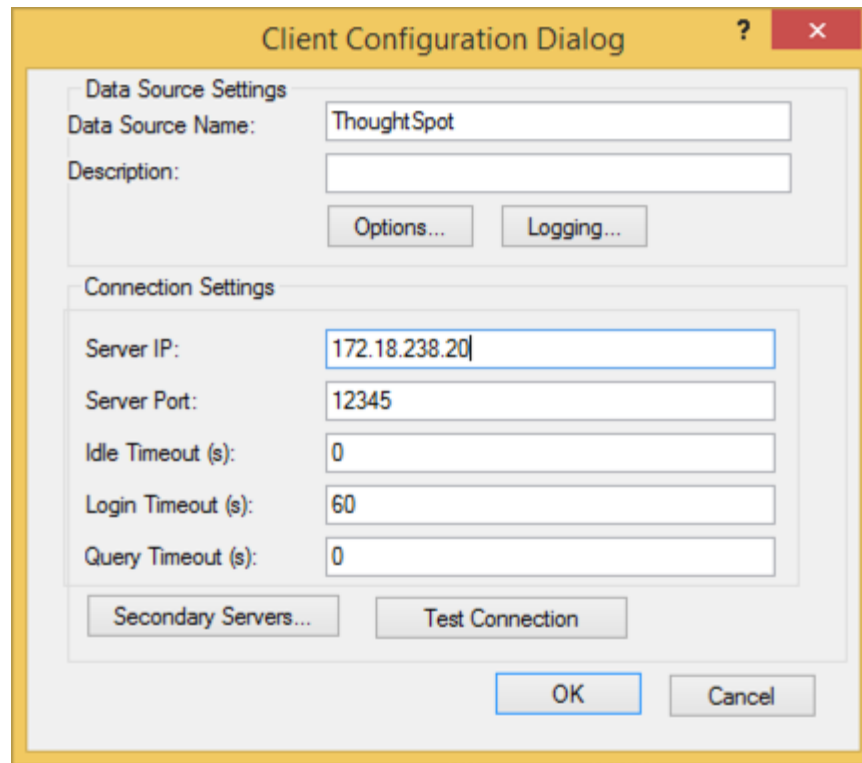 Client Configuration Dialog ? ×
Data Source Settings
Data Source Name: ThoughtSpot
Description:
Options... Logging...
Connection Settings
Server IP: 172.18.238.20
Server Port: 12345
Idle Timeout (s): 0
Login Timeout (s): 60
Query Timeout (s): 0
Secondary Servers... Test Connection
OK Cancel